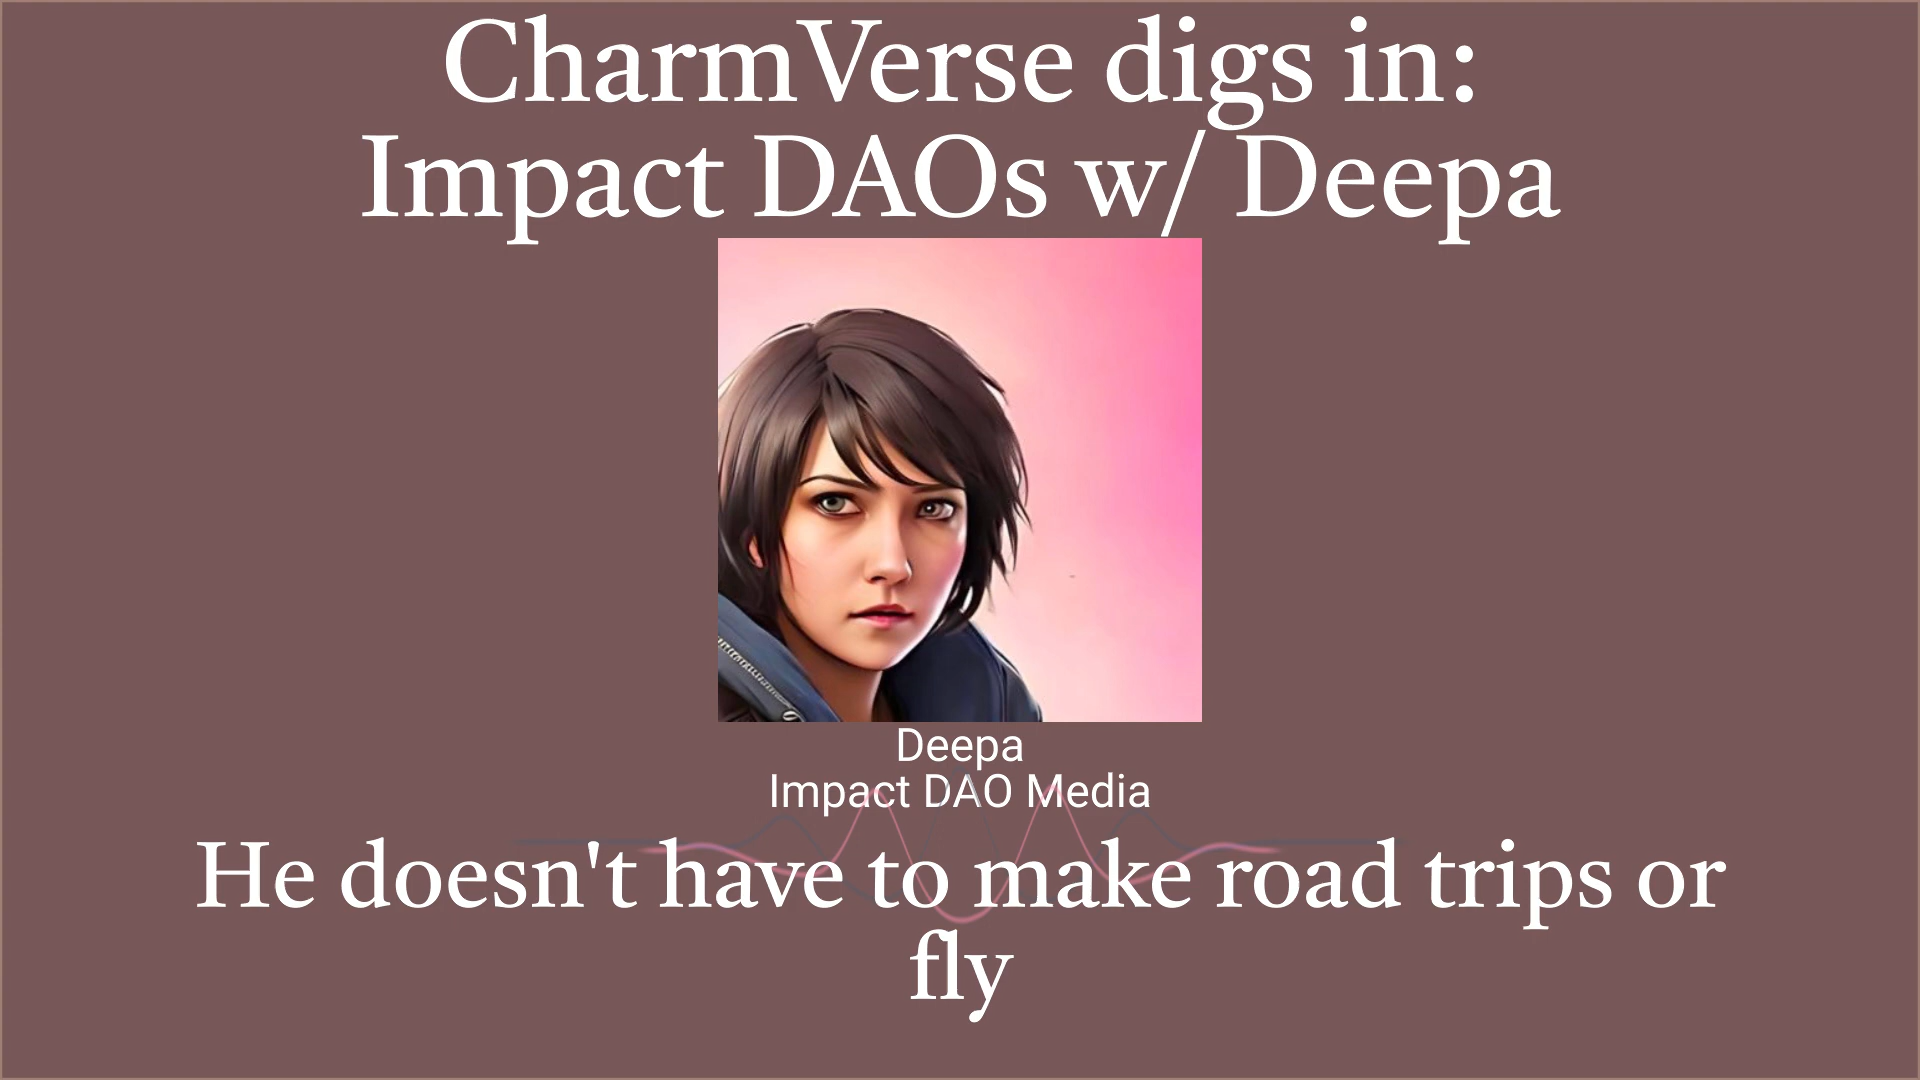 CharmVerse digs in:
Impact DAOs w/ Deepa
Deepa
Impact DAO Media
He doesn't have to make road trips or
fly